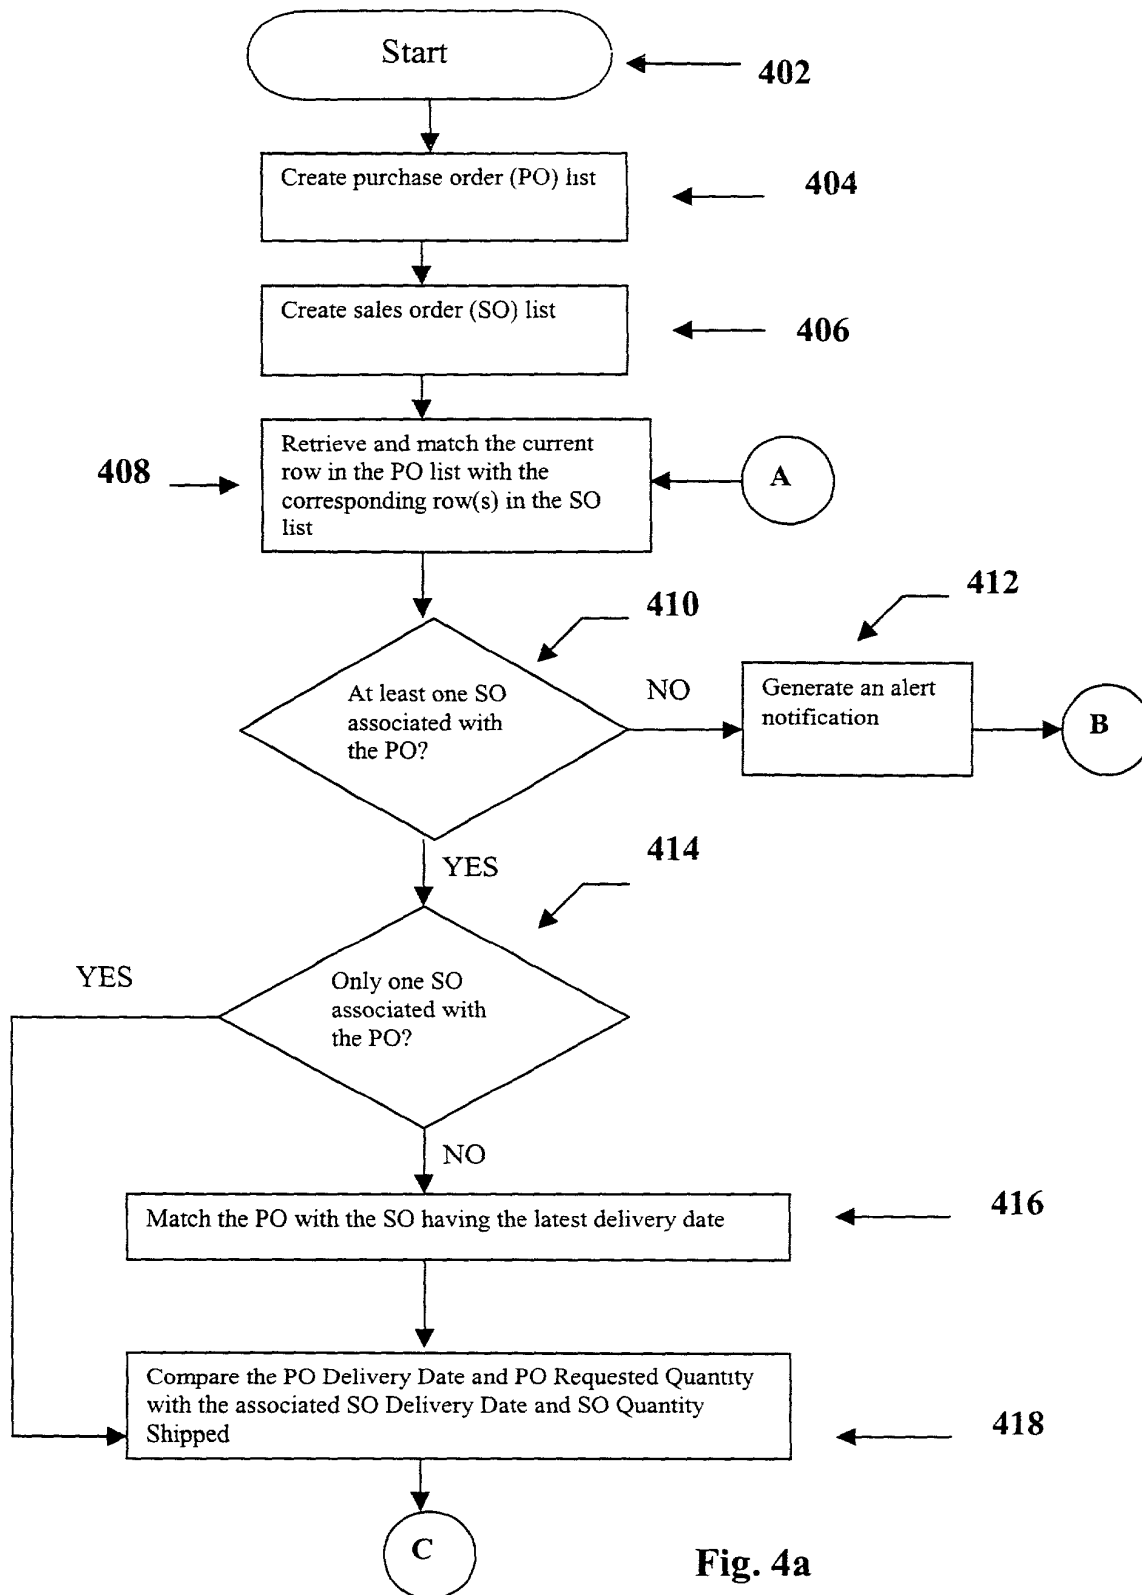 Start
402
Create purchase order (PO) list
404
Create sales order (SO) list
406
408
Retrieve and match the current
row in the PO list with the
corresponding row(s) in the SO
list
A
410
412
At least one SO
associated with
the PO?
NO
Generate an alert
notification
B
YES
414
YES
Only one SO
associated with
the PO?
NO
Match the PO with the SO having the latest delivery date
416
Compare the PO Delivery Date and PO Requested Quantity
with the associated SO Delivery Date and SO Quantity
Shipped
418
C
Fig. 4a